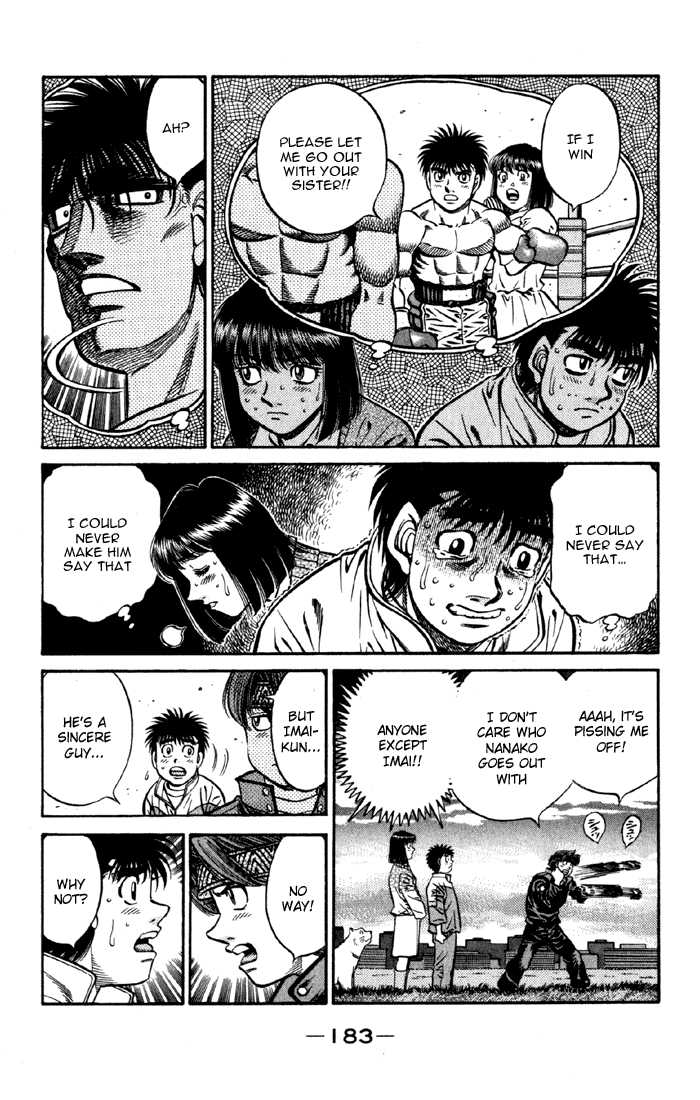 IF I
WIN
PLEASE LET
ME GO OUT
WITH YOUR
SISTER!!
AH?
I COULD
NEVER SAY
THAT...
I COULD
NEVER
MAKE HIM
SAY THAT
AAAH, IT'S
PISSING ME
OFF!
I DON'T
CARE WHO
NANAKO
GOES OUT
WITH
ANYONE
EXCEPT
IMAI!!
BUT
IMAI-
KUN...
HE'S A
SINCERE
GUY...
NO
WAY!
WHY
NOT?
—183—